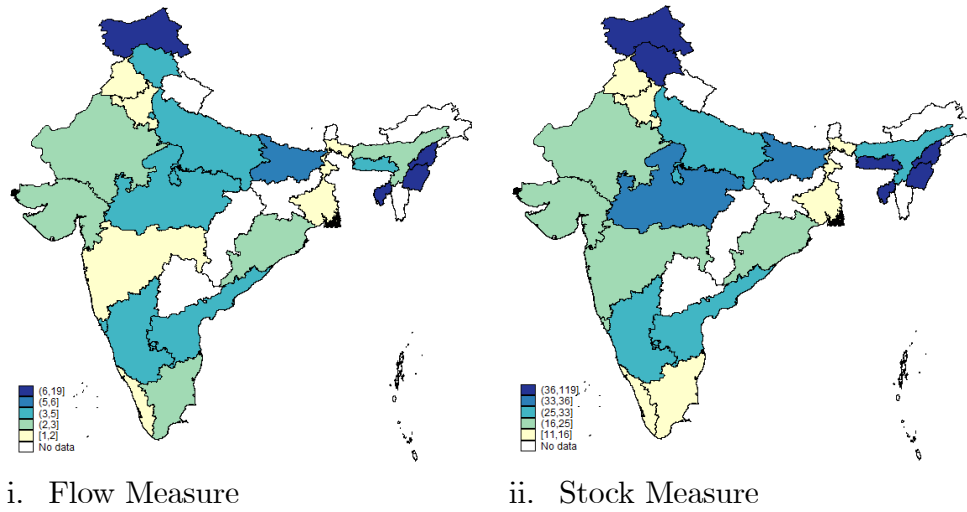 (6,19]
(5,6]
(3,5]
(2,3]
[1,2]
No data
(36,119]
(33,36]
(25,33]
(16,25]
[11,16]
No data
i. Flow Measure
ii. Stock Measure